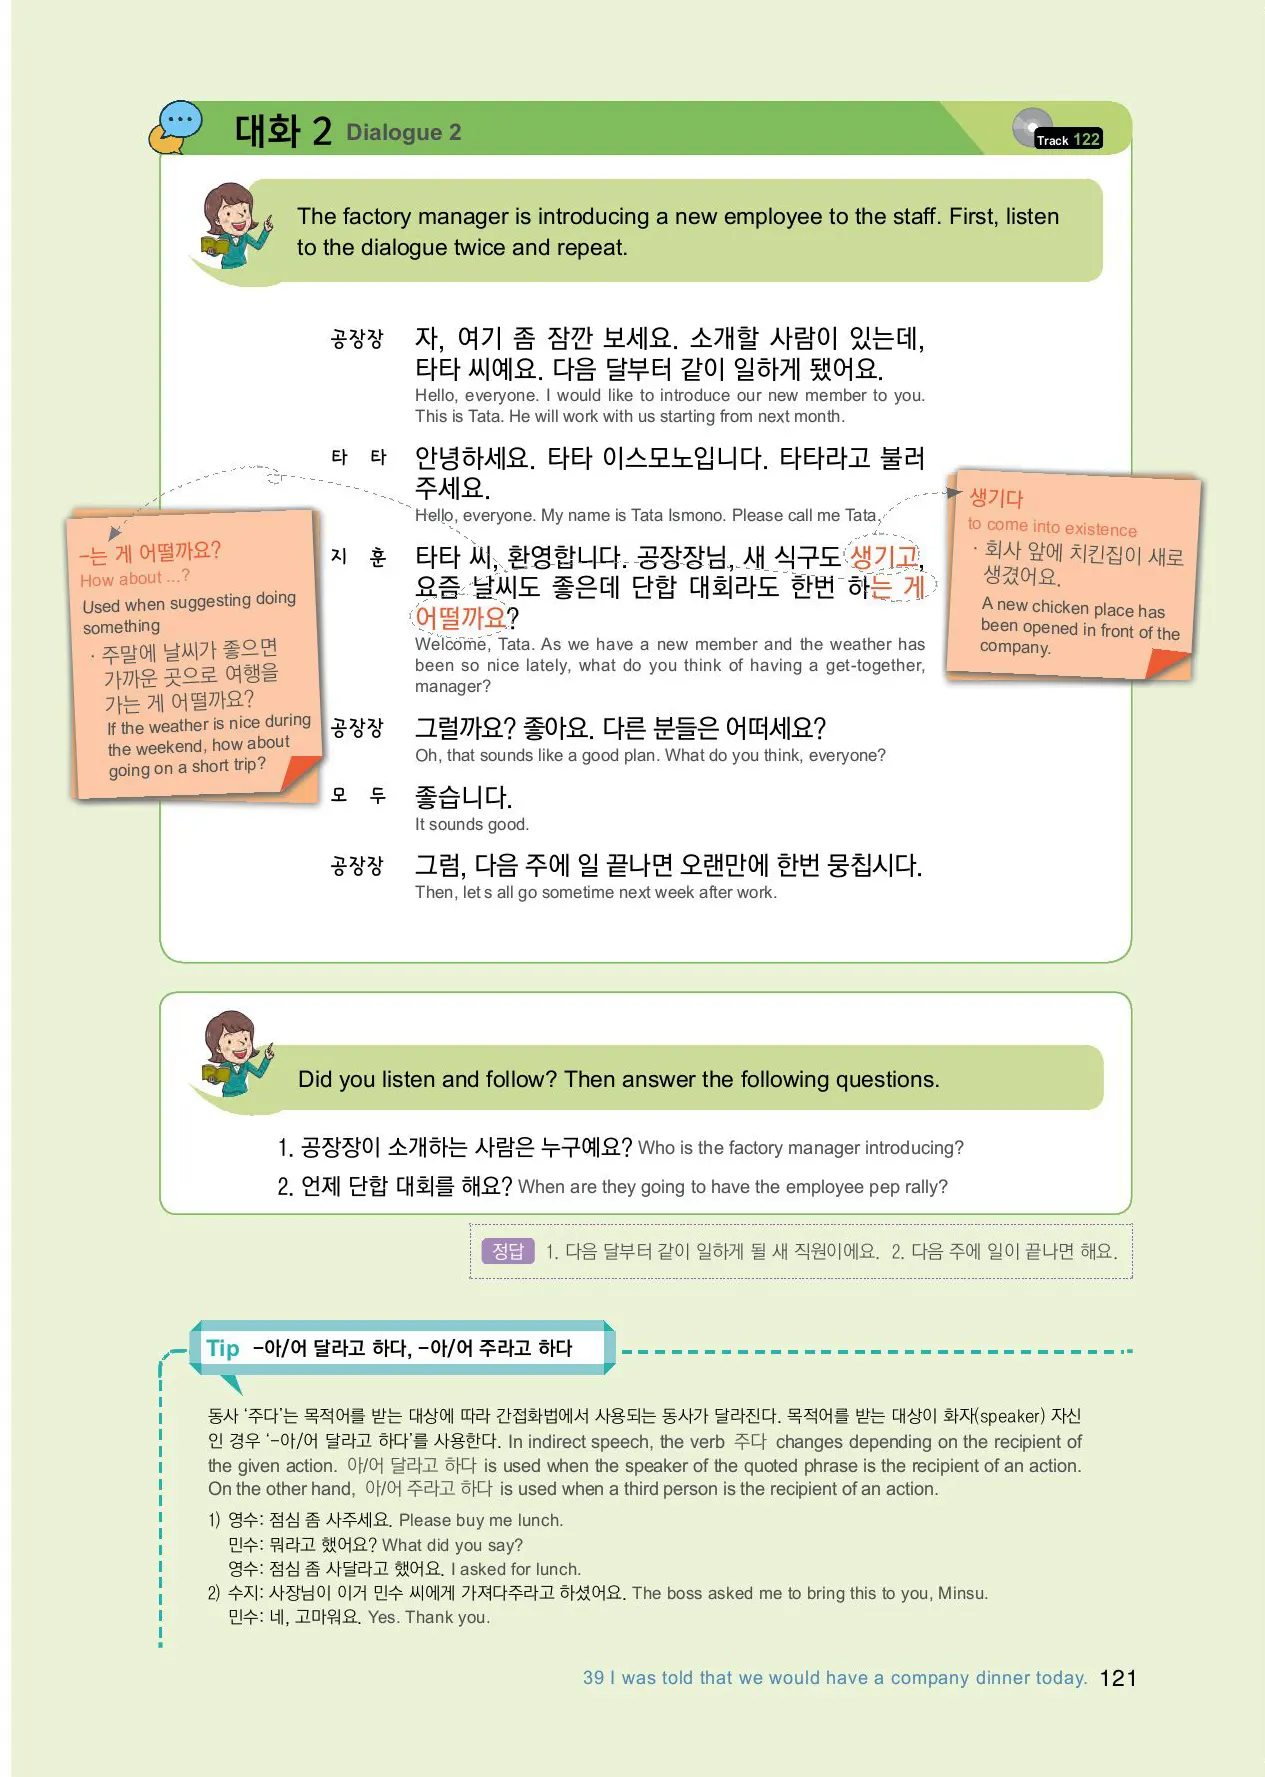 대화 2 Dialogue 2
Track 122
The factory manager is introducing a new employee to the staff. First, listen
to the dialogue twice and repeat.
공장장 자, 여기 좀 잠깐 보세요. 소개할 사람이 있는데,
타타 씨예요. 다음 달부터 같이 일하게 됐어요.
Hello, everyone. I would like to introduce our new member to you.
This is Tata. He will work with us starting from next month.
타 타 안녕하세요. 타타 이스모노입니다. 타타라고 불러
주세요.
Hello, everyone. My name is Tata Ismono. Please call me Tata.
지 훈 타타 씨, 환영합니다. 공장장님, 새 식구도 생기고,
요즘 날씨도 좋은데 단합 대회라도 한번 하는 게
어떨까요?
Welcome, Tata. As we have a new member and the weather has
been so nice lately, what do you think of having a get-together,
manager?
공장장 그럴까요? 좋아요. 다른 분들은 어떠세요?
Oh, that sounds like a good plan. What do you think, everyone?
모 두 좋습니다.
It sounds good.
공장장 그럼, 다음 주에 일 끝나면 오랜만에 한번 뭉칩시다.
Then, let s all go sometime next week after work.
-는 게 어떨까요?
How about ...?
Used when suggesting doing
something
· 주말에 날씨가 좋으면
가까운 곳으로 여행을
가는 게 어떨까요?
If the weather is nice during
the weekend, how about
going on a short trip?
생기다
to come into existence
· 회사 앞에 치킨집이 새로
생겼어요.
A new chicken place has
been opened in front of the
company.
Did you listen and follow? Then answer the following questions.
1. 공장장이 소개하는 사람은 누구예요? Who is the factory manager introducing?
2. 언제 단합 대회를 해요? When are they going to have the employee pep rally?
정답 1. 다음 달부터 같이 일하게 될 새 직원이에요. 2. 다음 주에 일이 끝나면 해요.
Tip -아/어 달라고 하다, -아/어 주라고 하다
동사 ‘주다’는 목적어를 받는 대상에 따라 간접화법에서 사용되는 동사가 달라진다. 목적어를 받는 대상이 화자(speaker) 자신
인 경우 ‘-아/어 달라고 하다’를 사용한다. In indirect speech, the verb 주다 changes depending on the recipient of
the given action. 아/어 달라고 하다 is used when the speaker of the quoted phrase is the recipient of an action.
On the other hand, 아/어 주라고 하다 is used when a third person is the recipient of an action.
1) 영수: 점심 좀 사주세요. Please buy me lunch.
민수: 뭐라고 했어요? What did you say?
영수: 점심 좀 사달라고 했어요. I asked for lunch.
2) 수지: 사장님이 이거 민수 씨에게 가져다주라고 하셨어요. The boss asked me to bring this to you, Minsu.
민수: 네, 고마워요. Yes. Thank you.
39 I was told that we would have a company dinner today. 121